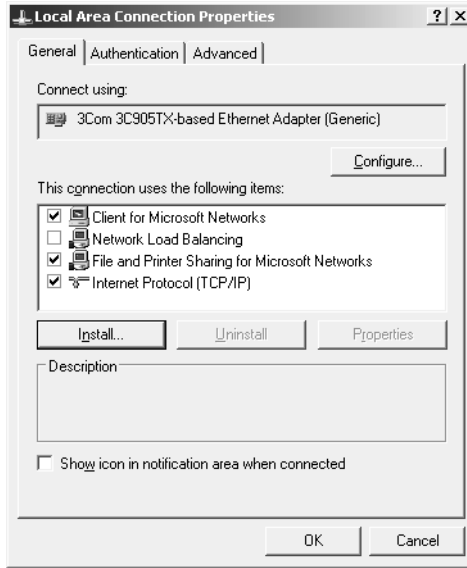 Local Area Connection Properties
General Authentication Advanced
Connect using:
3Com 3C905TX-based Ethernet Adapter (Generic)
Configure...
This connection uses the following items:
Client for Microsoft Networks
Network Load Balancing
File and Printer Sharing for Microsoft Networks
Internet Protocol (TCP/IP)
Install... Uninstall Properties
Description
Show icon in notification area when connected
OK Cancel